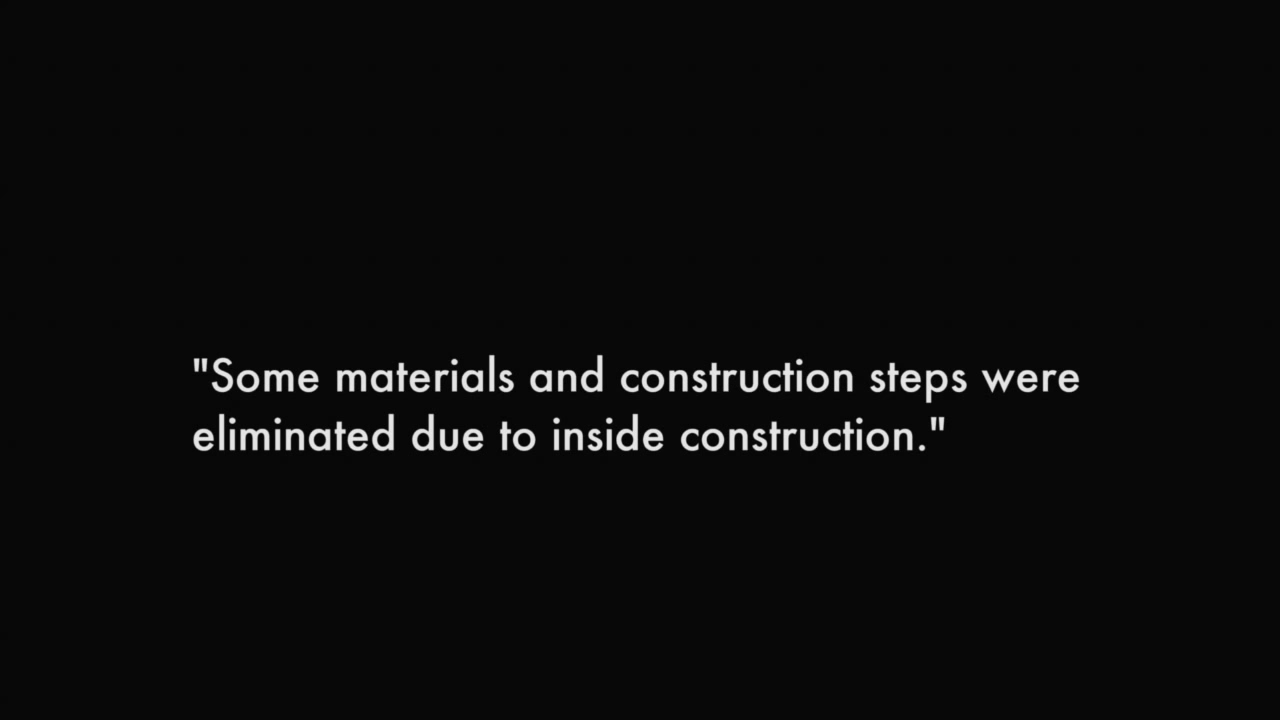 "Some materials and construction steps were
eliminated due to inside construction."